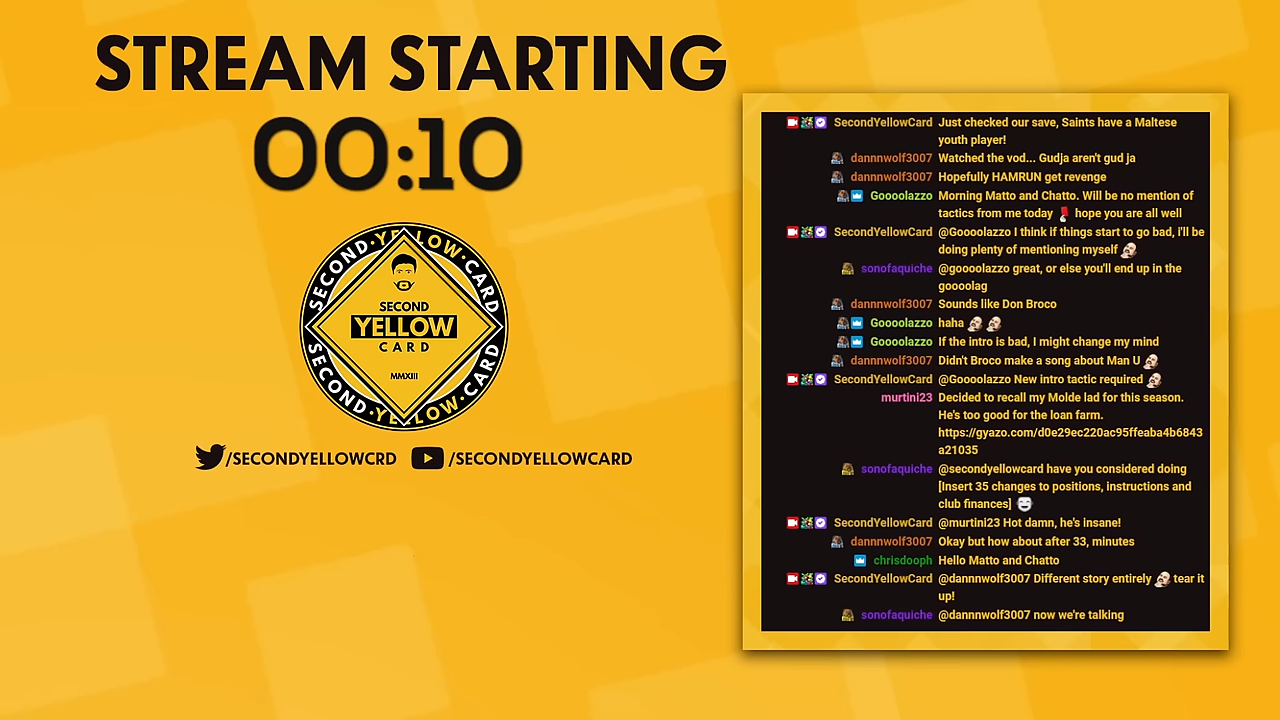 STREAM STARTING
00:10
SECOND·YELLOW·CARD
SECOND
YELLOW
CARD
MMXIII
SECOND·YELLOW·CARD
/SECONDYELLOWCRD /SECONDYELLOWCARD
SecondYellowCard Just checked our save, Saints have a Maltese
youth player!
dannnwolf3007 Watched the vod... Gudja aren't gud ja
dannnwolf3007 Hopefully HAMRUN get revenge
Goooolazzo Morning Matto and Chatto. Will be no mention of
tactics from me today hope you are all well
SecondYellowCard @Goooolazzo I think if things start to go bad, i'll be
doing plenty of mentioning myself
sonofaquiche @goooolazzo great, or else you'll end up in the
goooolag
dannnwolf3007 Sounds like Don Broco
Goooolazzo haha
Goooolazzo If the intro is bad, I might change my mind
dannnwolf3007 Didn't Broco make a song about Man U
SecondYellowCard @Goooolazzo New intro tactic required
murtini23 Decided to recall my Molde lad for this season.
He's too good for the loan farm.
https://gyazo.com/d0e29ec220ac95ffeaba4b6843
a21035
sonofaquiche @secondyellowcard have you considered doing
[Insert 35 changes to positions, instructions and
club finances]
SecondYellowCard @murtini23 Hot damn, he's insane!
dannnwolf3007 Okay but how about after 33, minutes
chrisdooph Hello Matto and Chatto
SecondYellowCard @dannnwolf3007 Different story entirely tear it
up!
sonofaquiche @dannnwolf3007 now we're talking